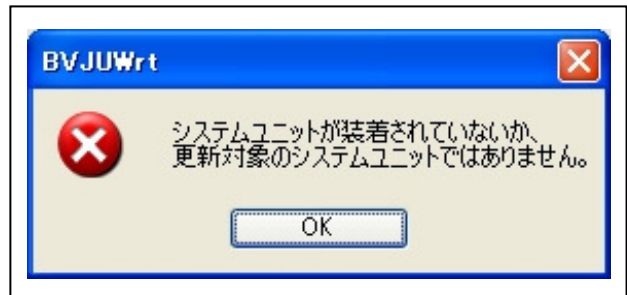 BVJUWrt
システムユニットが装着されていないか、
更新対象のシステムユニットではありません。
OK